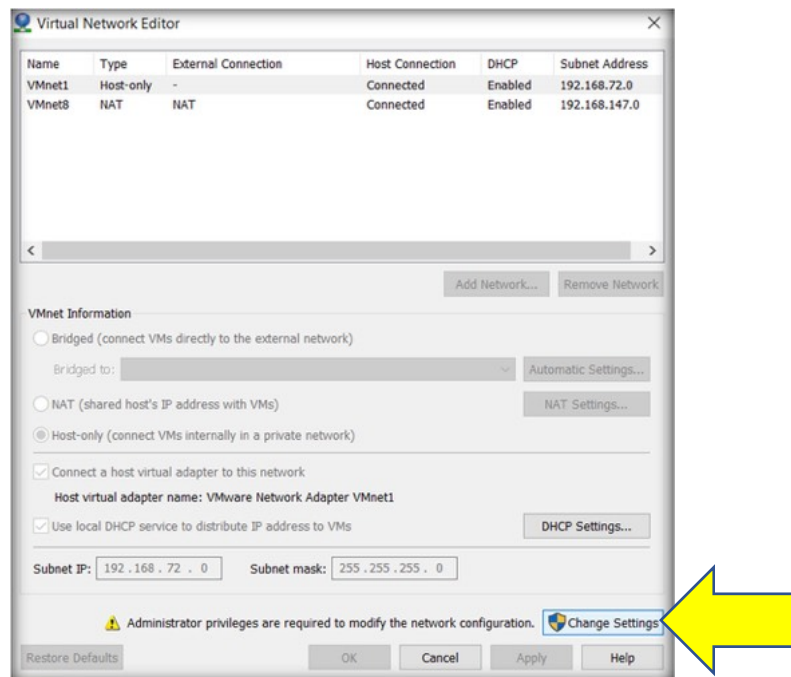 Virtual Network Editor
Name Type External Connection Host Connection DHCP Subnet Address
VMnet1 Host-only - Connected Enabled 192.168.72.0
VMnet8 NAT NAT Connected Enabled 192.168.147.0
Add Network... Remove Network
VMnet Information
Bridged (connect VMs directly to the external network)
Bridged to: Automatic Settings...
NAT (shared host's IP address with VMs) NAT Settings...
Host-only (connect VMs internally in a private network)
Connect a host virtual adapter to this network
Host virtual adapter name: VMware Network Adapter VMnet1
Use local DHCP service to distribute IP address to VMs DHCP Settings...
Subnet IP: 192.168 . 72 . 0 Subnet mask: 255.255.255 . 0
Administrator privileges are required to modify the network configuration. Change Settings
Restore Defaults OK Cancel Apply Help